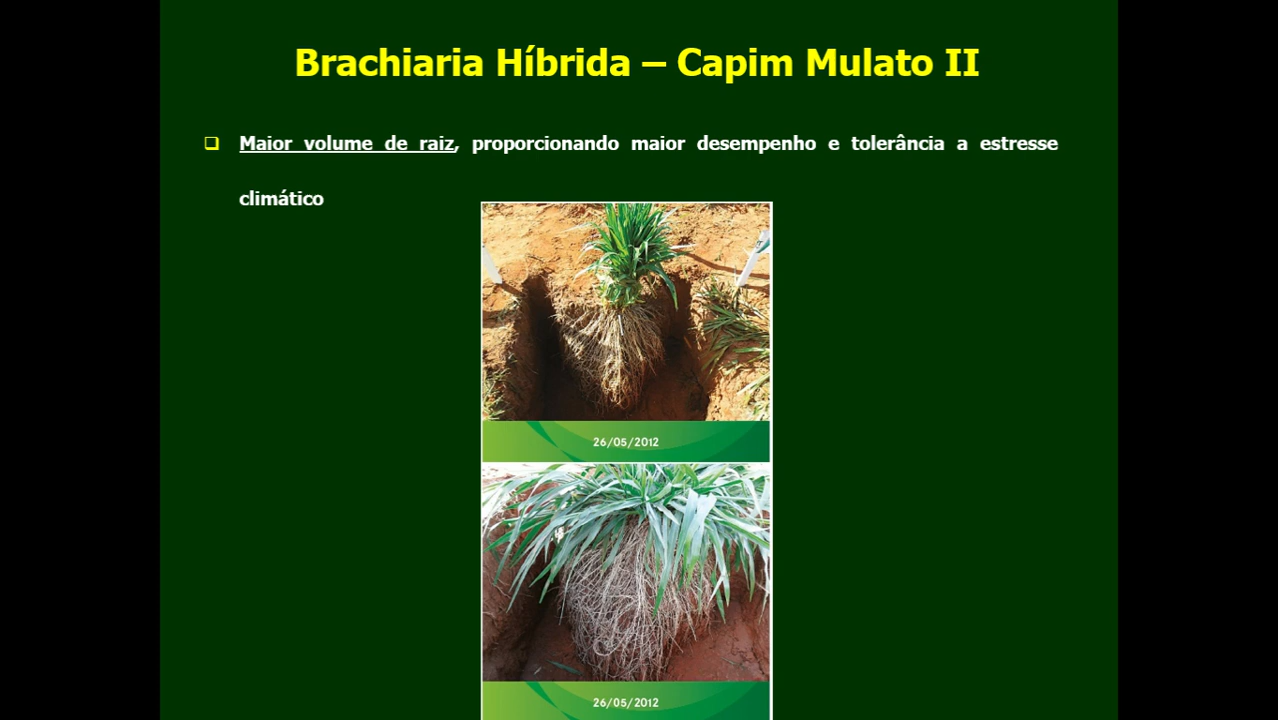 Brachiaria Híbrida – Capim Mulato II
❑ Maior volume de raiz, proporcionando maior desempenho e tolerância a estresse
climático
26/05/2012
26/05/2012